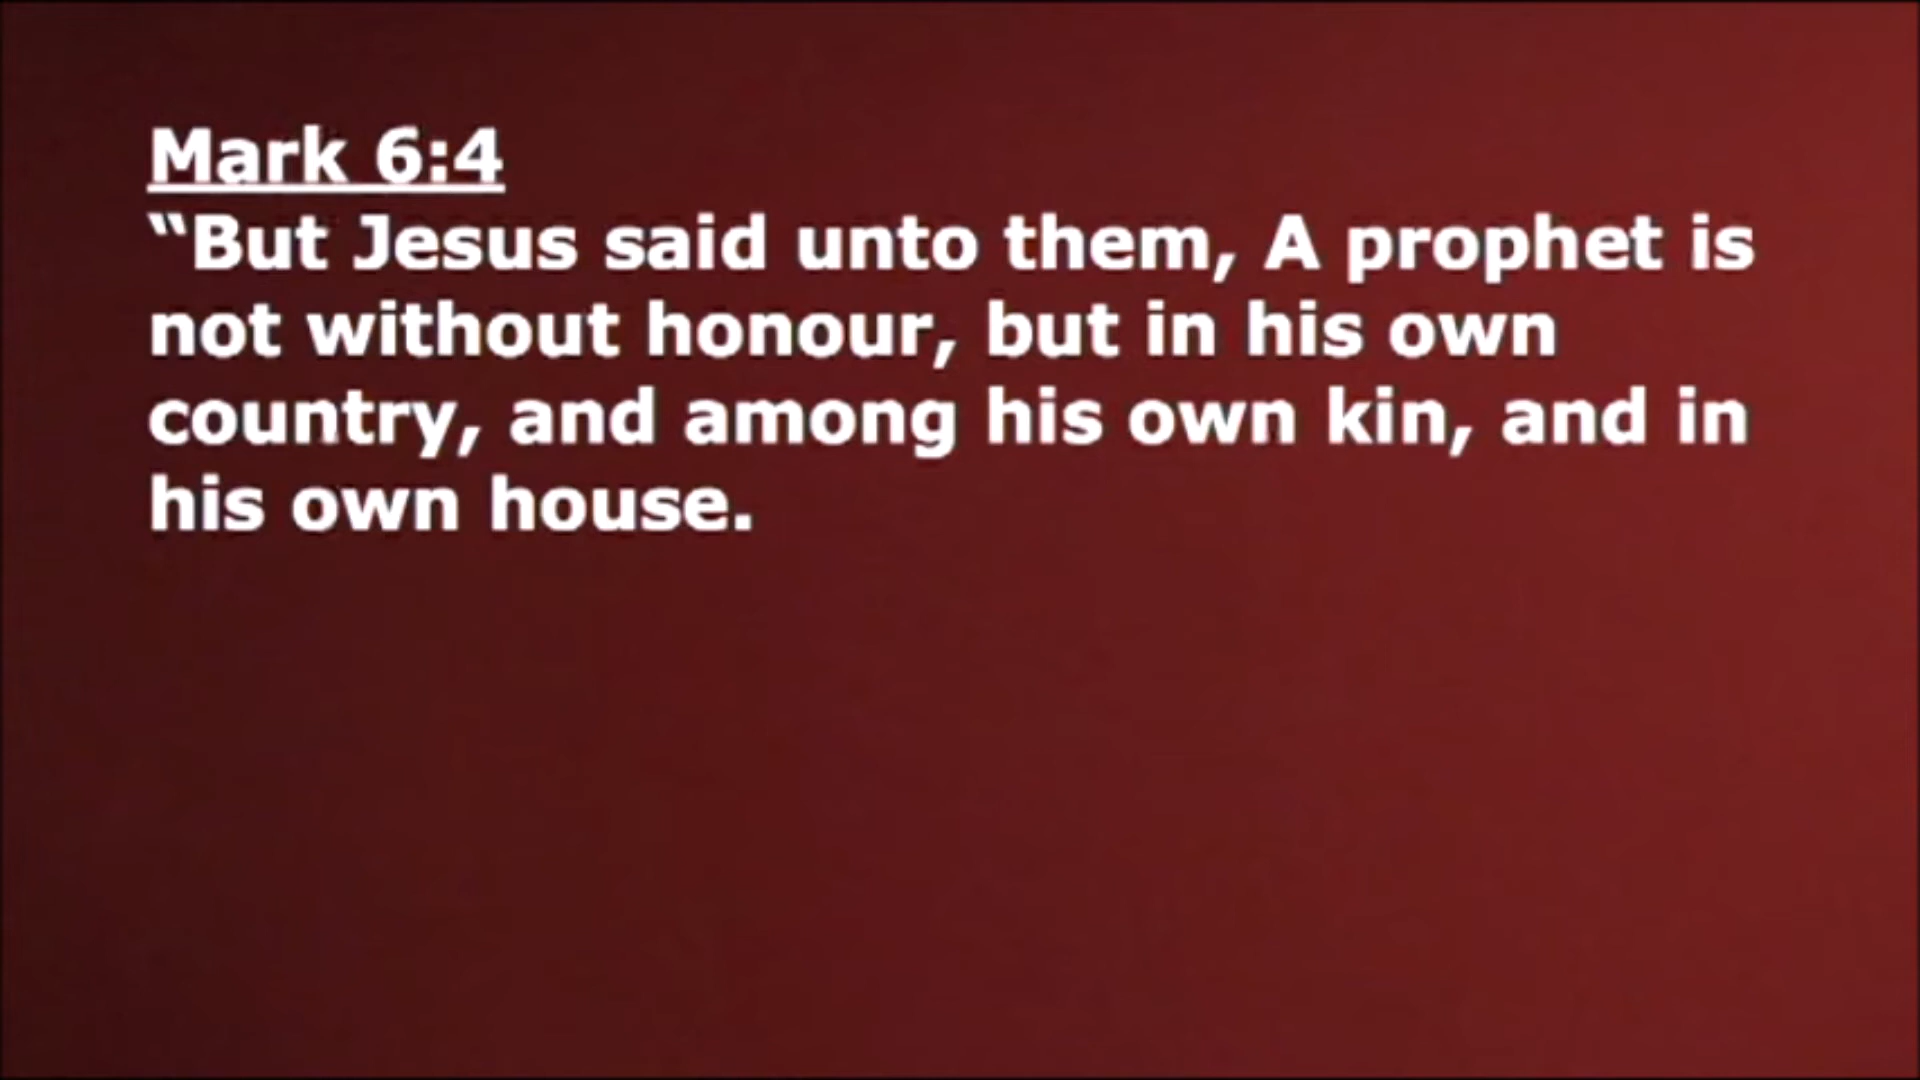 Mark 6:4
“But Jesus said unto them, A prophet is
not without honour, but in his own
country, and among his own kin, and in
his own house.